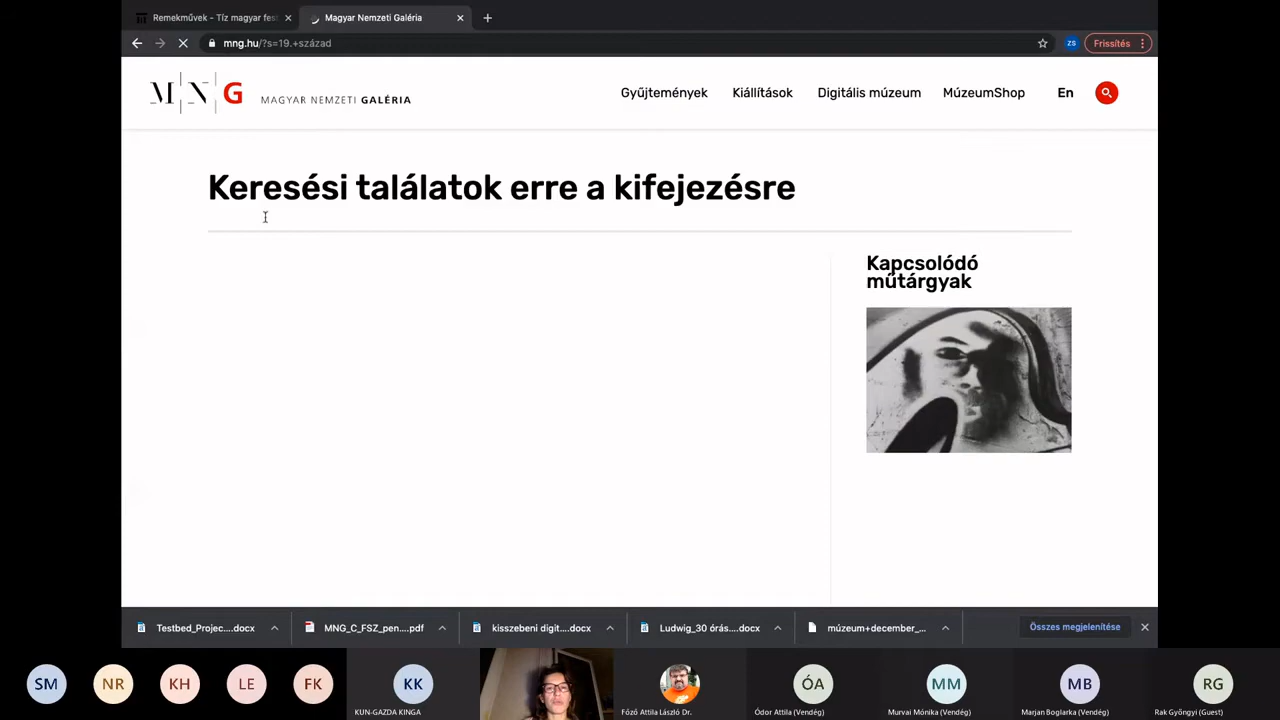 Remekművek - Tíz magyar fes
Magyar Nemzeti Galéria
mng.hu/?s=19.+század
ZS
Frissítés
MNG
MAGYAR NEMZETI GALÉRIA
Gyűjtemények
Kiállítások
Digitális múzeum
MúzeumShop
En
Keresési találatok erre a kifejezésre
Kapcsolódó
műtárgyak
Testbed_Projec....docx
MNG_C_FSZ_pen....pdf
kisszebeni digit....docx
Ludwig_30 órás....docx
múzeum+december_...
Összes megjelenítése
SM
NR
KH
LE
FK
KK
ÓA
MM
MB
RG
KUN-GAZDA KINGA
Főző Attila László Dr.
Ódor Attila (Vendég)
Murvai Mónika (Vendég)
Marjan Boglarka (Vendég)
Rak Gyöngyi (Guest)